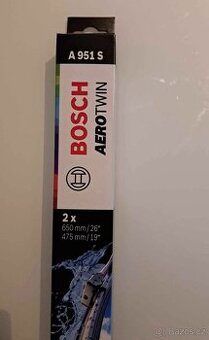 A 951 S
BOSCH
AEROTWIN
2 x
650 mm / 26"
475 mm / 19"